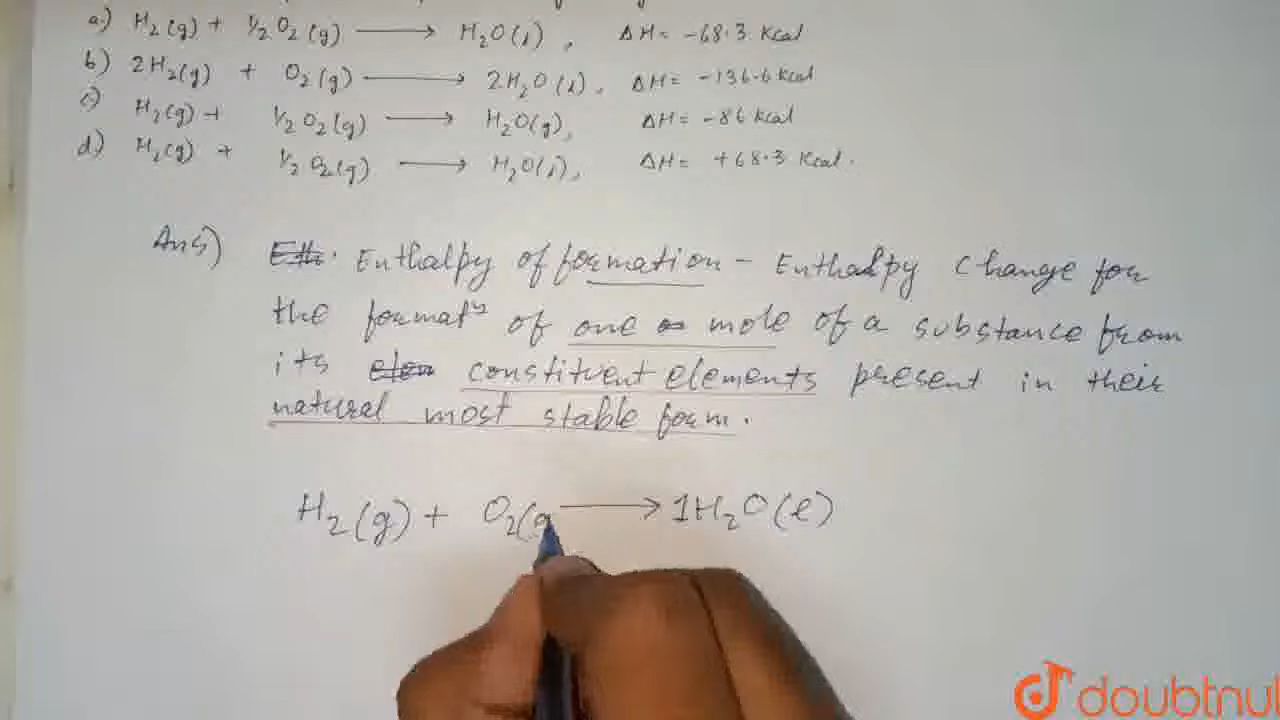 a) H₂(g) + 1/2 O₂(g) ⟶ H₂O(l), ΔH = -68.3 Kcal
b) 2H₂(g) + O₂(g) ⟶ 2H₂O(l), ΔH = -136.6 Kcal
c) H₂(g) + 1/2 O₂(g) ⟶ H₂O(g), ΔH = -86 Kcal
d) H₂(g) + 1/2 O₂(g) ⟶ H₂O(l), ΔH = +68.3 Kcal.
Ans) Enthalpy of formation - Enthalpy change for
the format^n of one mole of a substance from
its constituent elements present in their
natural most stable form.
H₂(g) + O₂(g ⟶ 1H₂O(l)
doubtnut